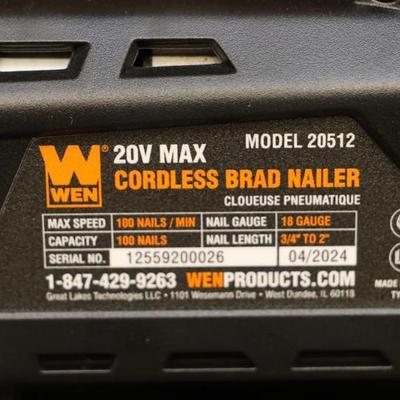 WEN®
20V MAX
MODEL 20512
CORDLESS BRAD NAILER
CLOUEUSE PNEUMATIQUE
MAX SPEED 100 NAILS / MIN NAIL GAUGE 18 GAUGE
CAPACITY 100 NAILS NAIL LENGTH 3/4" TO 2"
SERIAL NO. 12559200026 04/2024
1-847-429-9263 WENPRODUCTS.COM
Great Lakes Technologies LLC • 1101 Wesemann Drive • West Dundee, IL 60118
MADE